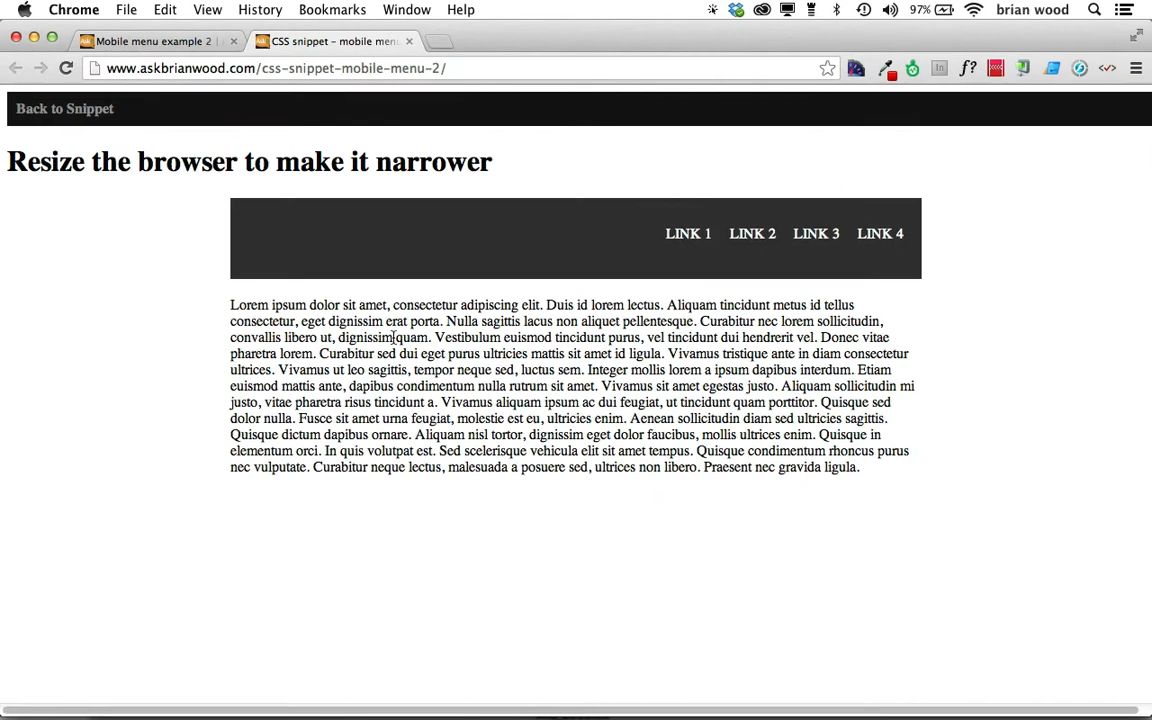 Chrome File Edit View History Bookmarks Window Help 97% brian wood
Mobile menu example 2 CSS snippet – mobile men
www.askbrianwood.com/css-snippet-mobile-menu-2/
Back to Snippet
Resize the browser to make it narrower
LINK 1 LINK 2 LINK 3 LINK 4
Lorem ipsum dolor sit amet, consectetur adipiscing elit. Duis id lorem lectus. Aliquam tincidunt metus id tellus
consectetur, eget dignissim erat porta. Nulla sagittis lacus non aliquet pellentesque. Curabitur nec lorem sollicitudin,
convallis libero ut, dignissim quam. Vestibulum euismod tincidunt purus, vel tincidunt dui hendrerit vel. Donec vitae
pharetra lorem. Curabitur sed dui eget purus ultricies mattis sit amet id ligula. Vivamus tristique ante in diam consectetur
ultrices. Vivamus ut leo sagittis, tempor neque sed, luctus sem. Integer mollis lorem a ipsum dapibus interdum. Etiam
euismod mattis ante, dapibus condimentum nulla rutrum sit amet. Vivamus sit amet egestas justo. Aliquam sollicitudin mi
justo, vitae pharetra risus tincidunt a. Vivamus aliquam ipsum ac dui feugiat, ut tincidunt quam porttitor. Quisque sed
dolor nulla. Fusce sit amet urna feugiat, molestie est eu, ultricies enim. Aenean sollicitudin diam sed ultricies sagittis.
Quisque dictum dapibus ornare. Aliquam nisl tortor, dignissim eget dolor faucibus, mollis ultrices enim. Quisque in
elementum orci. In quis volutpat est. Sed scelerisque vehicula elit sit amet tempus. Quisque condimentum rhoncus purus
nec vulputate. Curabitur neque lectus, malesuada a posuere sed, ultrices non libero. Praesent nec gravida ligula.